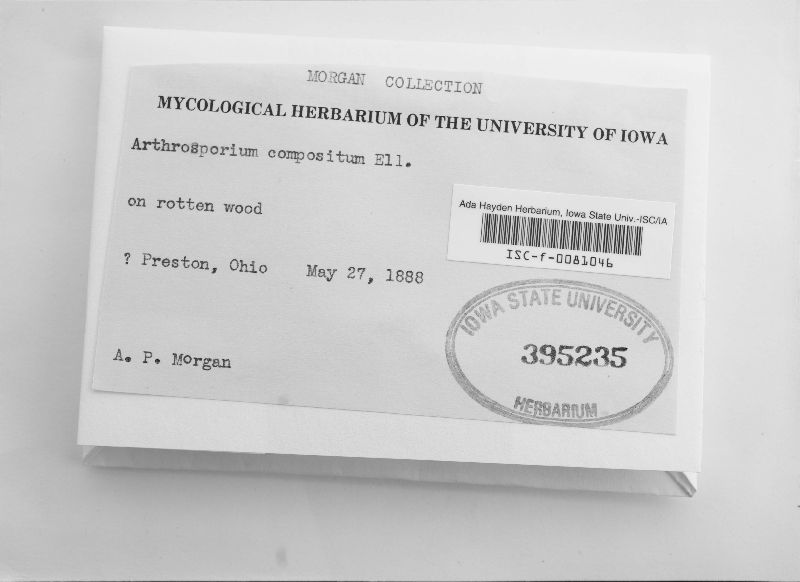 MORGAN COLLECTION
MYCOLOGICAL HERBARIUM OF THE UNIVERSITY OF IOWA
Arthrosporium compositum Ell.
on rotten wood
Ada Hayden Herbarium, Iowa State Univ.-ISC/IA
ISC-f-0081046
? Preston, Ohio May 27, 1888
IOWA STATE UNIVERSITY
395235
HERBARIUM
A. P. Morgan